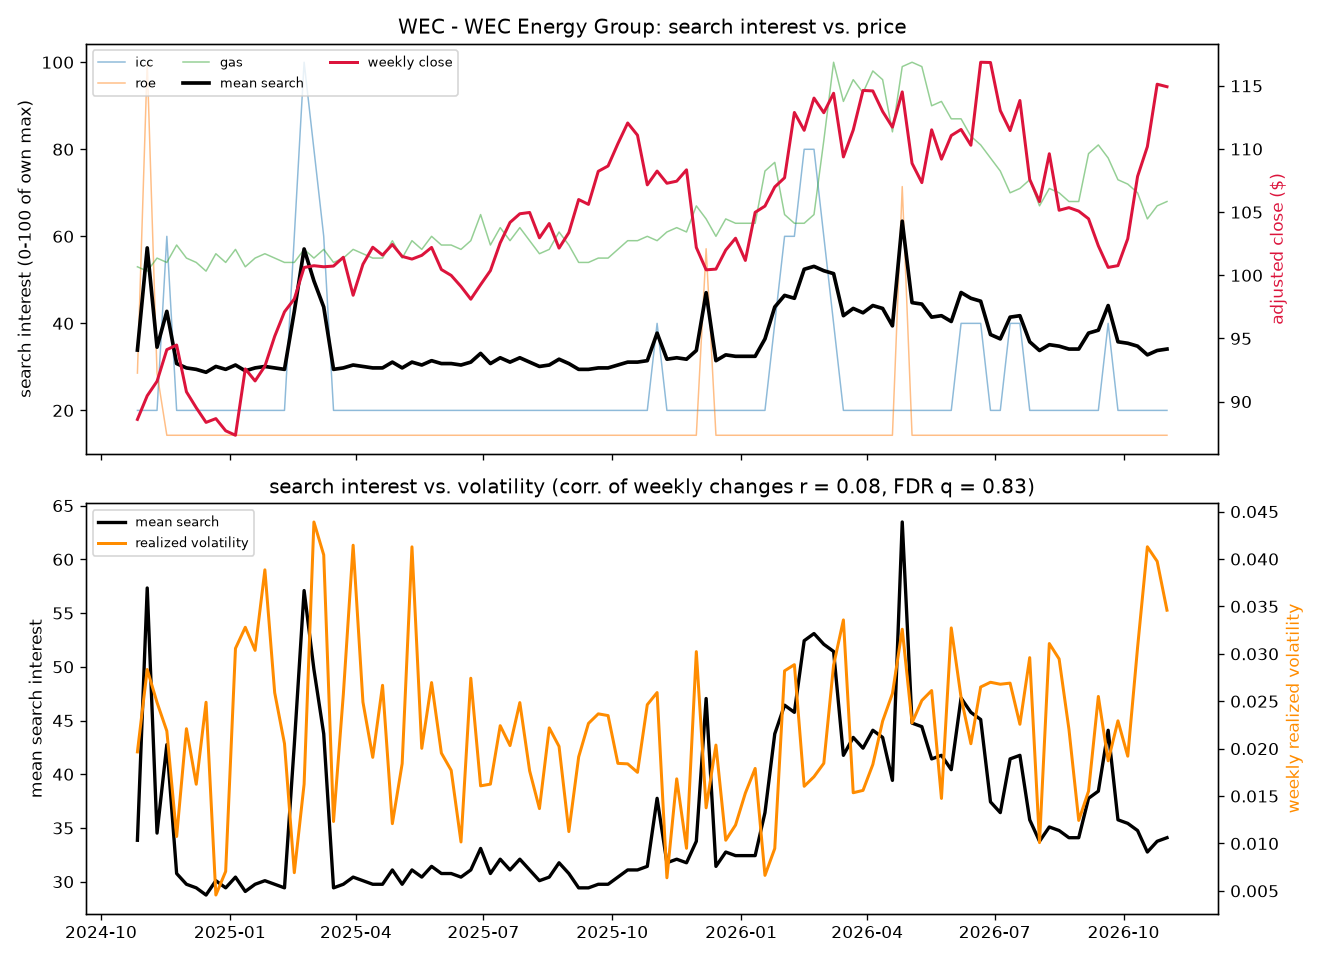 WEC - WEC Energy Group: search interest vs. price
icc
roe
gas
mean search
weekly close
search interest (0-100 of own max)
100
80
60
40
20
115
110
105
100
95
90
adjusted close ($)
search interest vs. volatility (corr. of weekly changes r = 0.08, FDR q = 0.83)
mean search
realized volatility
mean search interest
65
60
55
50
45
40
35
30
0.045
0.040
0.035
0.030
0.025
0.020
0.015
0.010
0.005
weekly realized volatility
2024-10
2025-01
2025-04
2025-07
2025-10
2026-01
2026-04
2026-07
2026-10